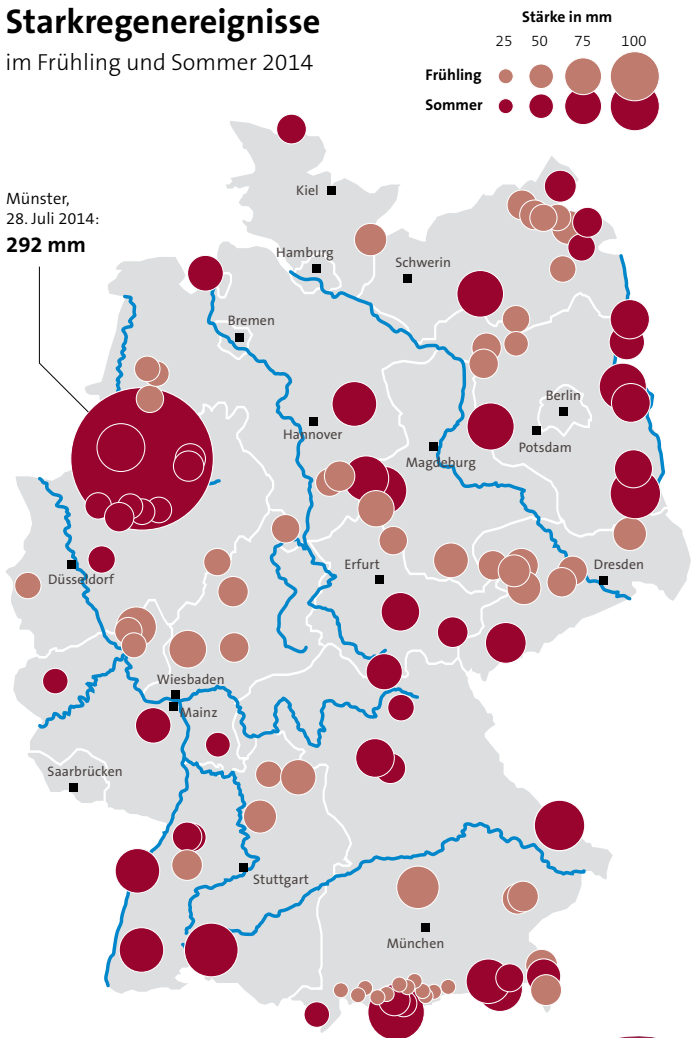 Starkregenereignisse
im Frühling und Sommer 2014
Stärke in mm
25 50 75 100
Frühling
Sommer
Münster,
28. Juli 2014:
292 mm
Kiel
Hamburg
Schwerin
Bremen
Berlin
Hannover
Potsdam
Magdeburg
Düsseldorf
Erfurt
Dresden
Wiesbaden
Mainz
Saarbrücken
Stuttgart
München